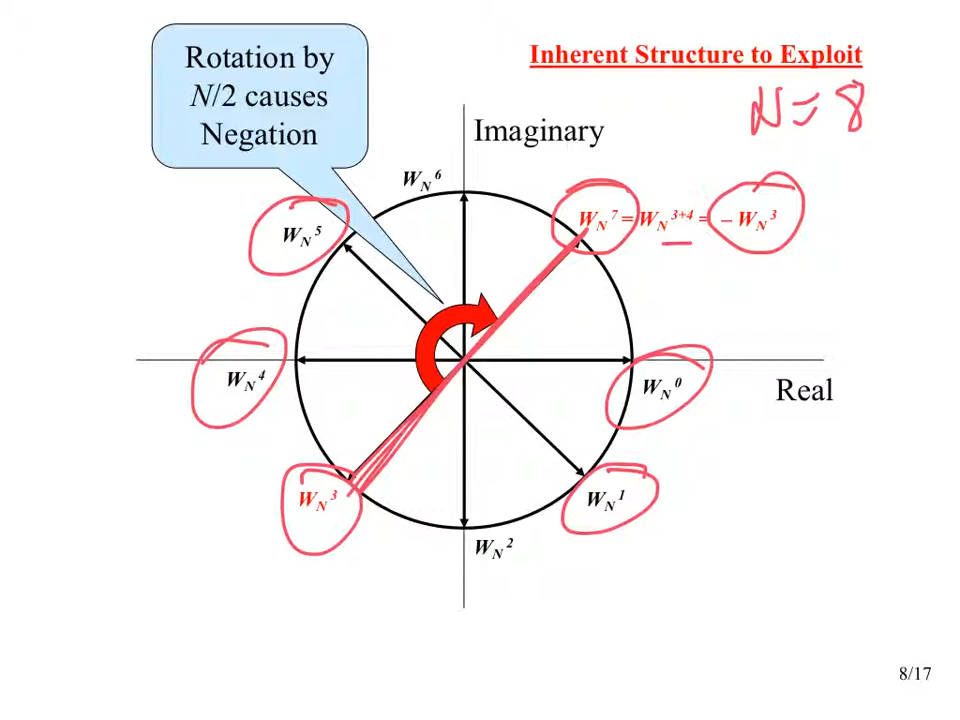 Rotation by
N/2 causes
Negation
Inherent Structure to Exploit
N = 8
Imaginary
W_N^6
W_N^7 = W_N^{3+4} = – W_N^3
W_N^5
W_N^4
W_N^0
Real
W_N^3
W_N^1
W_N^2
8/17